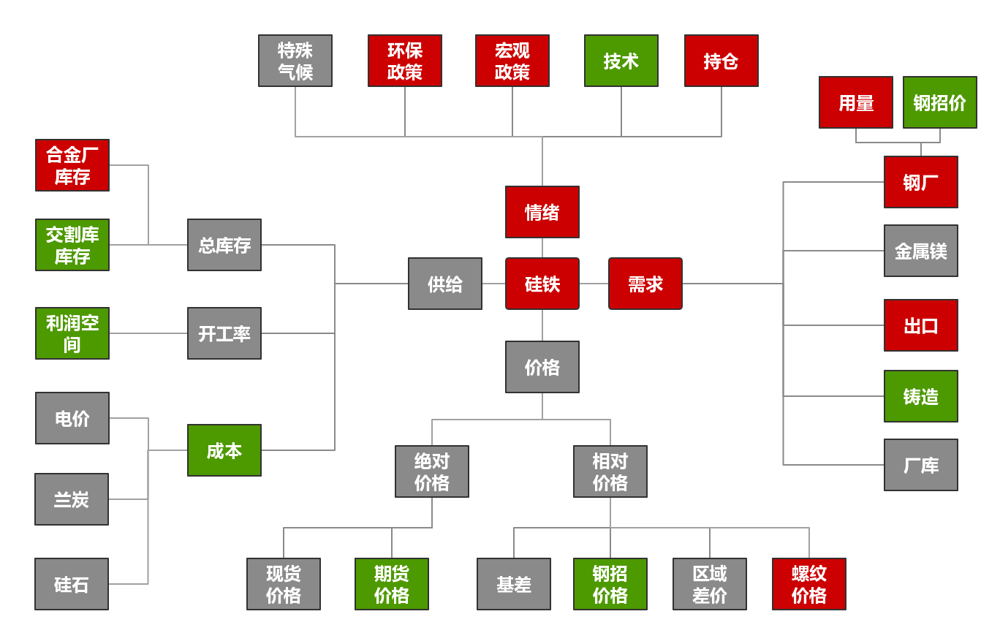 特殊
气候
环保
政策
宏观
政策
技术
持仓
用量
钢招价
合金厂
库存
钢厂
情绪
交割库
库存
总库存
金属镁
供给
硅铁
需求
利润空
间
开工率
出口
价格
铸造
电价
成本
绝对
价格
相对
价格
厂库
兰炭
硅石
现货
价格
期货
价格
基差
钢招
价格
区域
差价
螺纹
价格